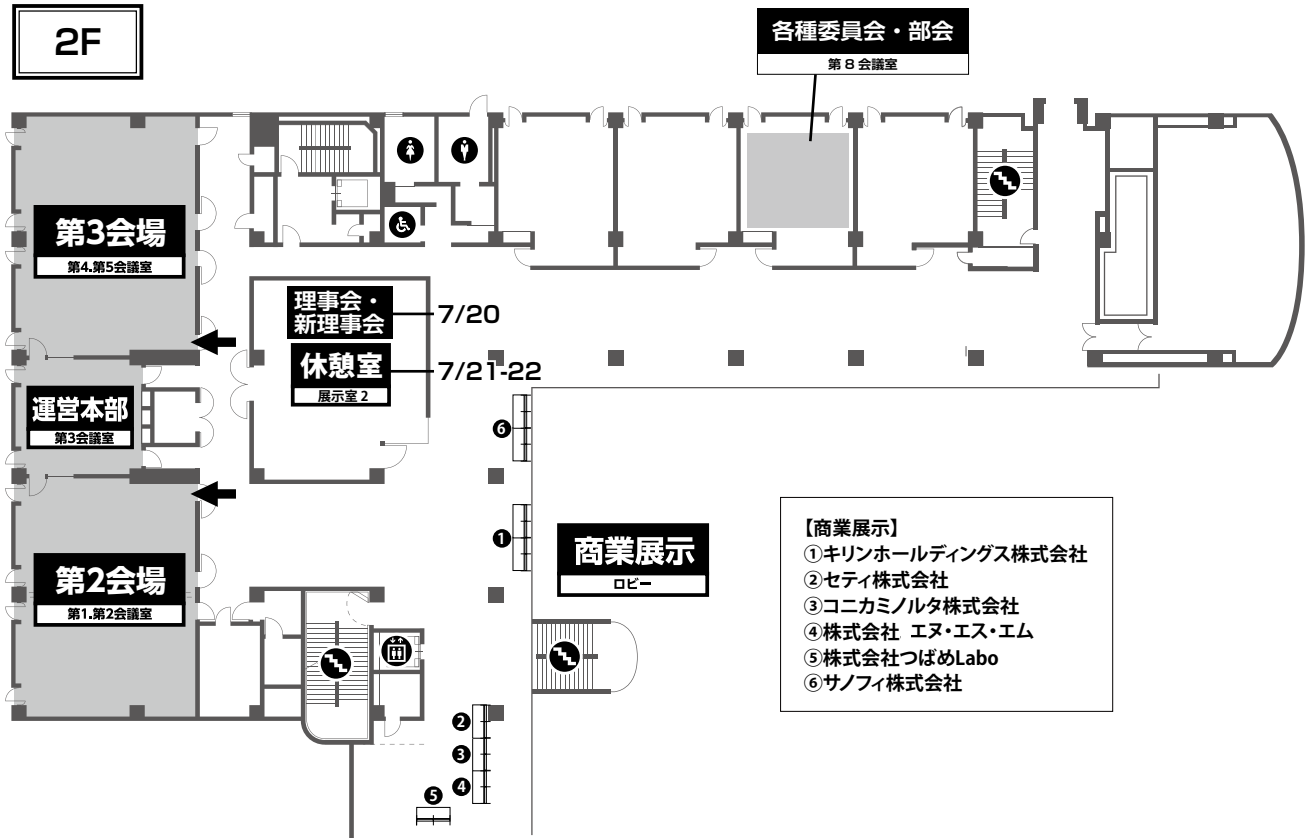 2F
各種委員会・部会
第8会議室
第3会場
第4.第5会議室
理事会・
新理事会
7/20
休憩室
展示室2
7/21-22
運営本部
第3会議室
第2会場
第1.第2会議室
商業展示
ロビー
❻
❶
❷
❸
❹
❺
【商業展示】
①キリンホールディングス株式会社
②セティ株式会社
③コニカミノルタ株式会社
④株式会社 エヌ・エス・エム
⑤株式会社つばめLabo
⑥サノフィ株式会社